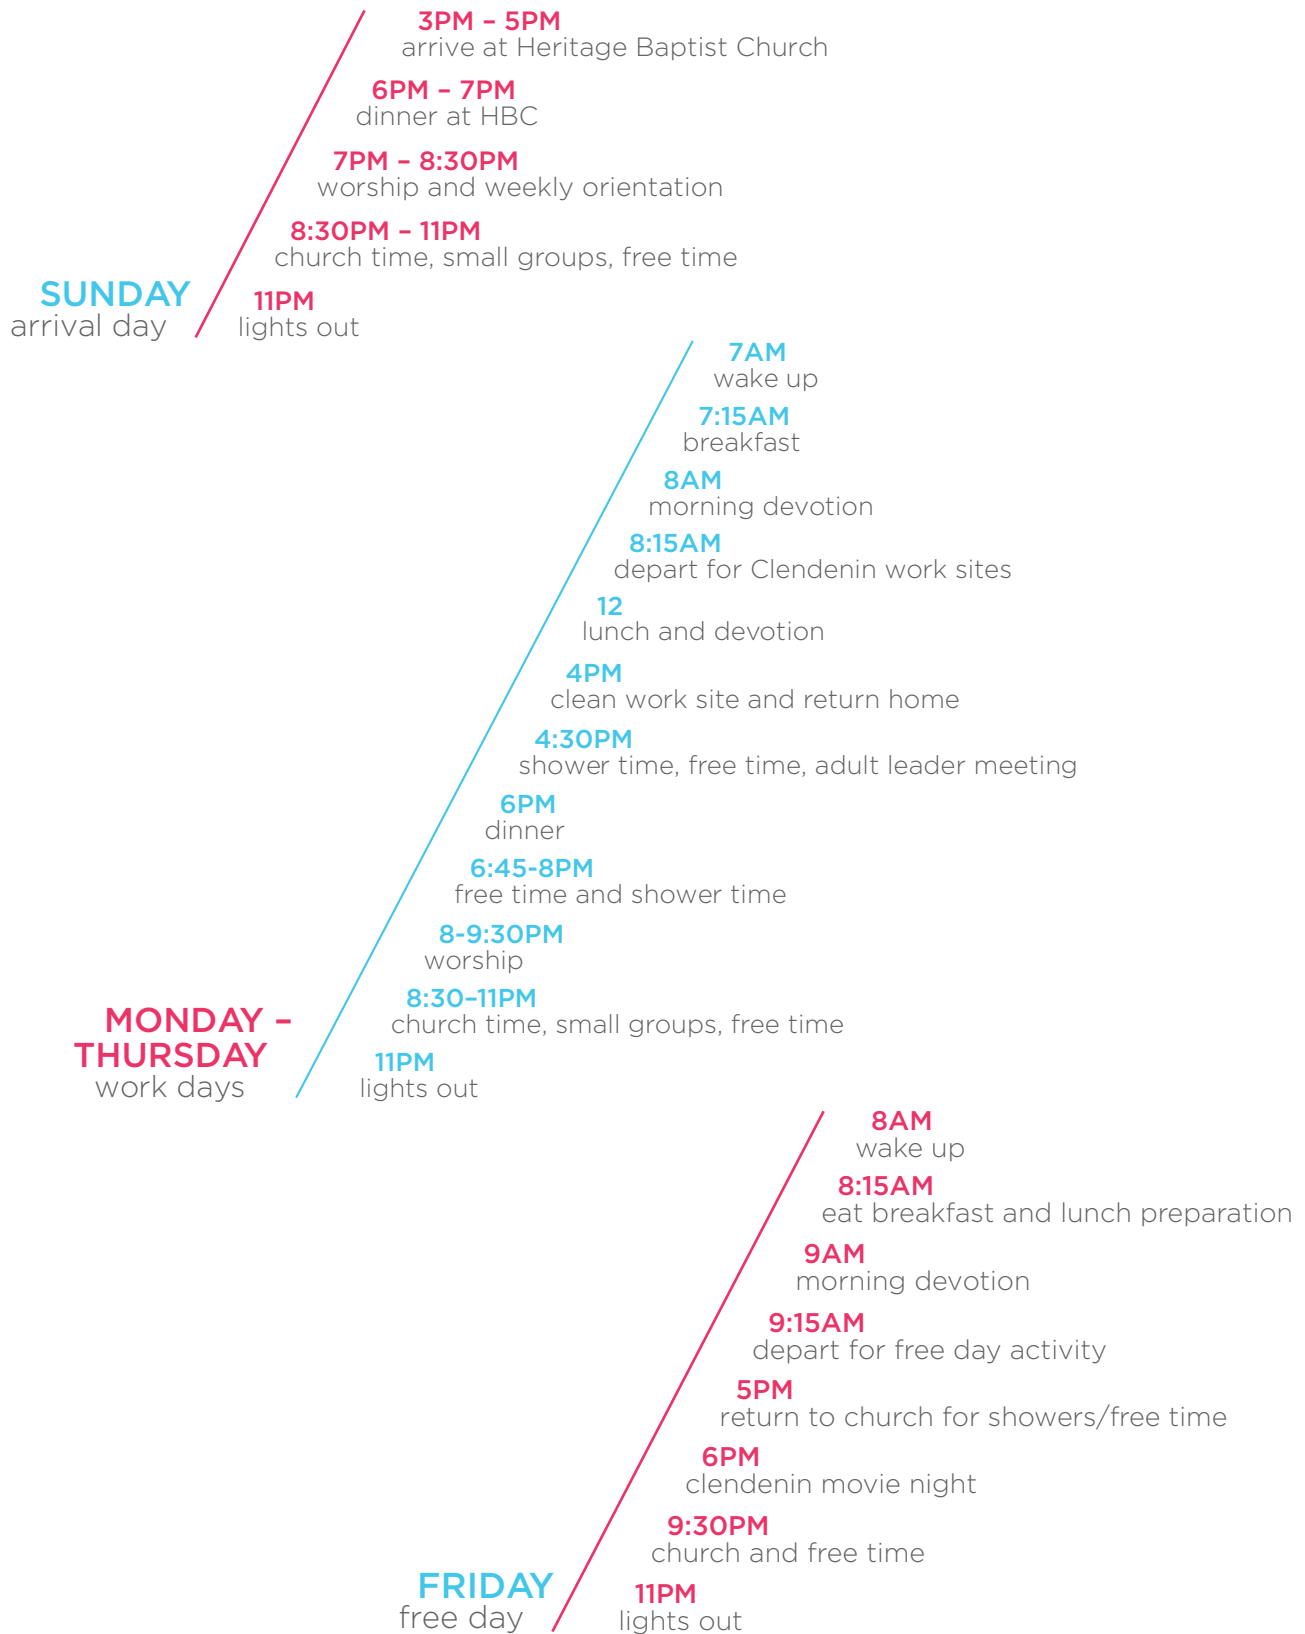 3PM – 5PM
arrive at Heritage Baptist Church
6PM – 7PM
dinner at HBC
7PM – 8:30PM
worship and weekly orientation
8:30PM – 11PM
church time, small groups, free time
SUNDAY
arrival day
11PM
lights out
7AM
wake up
7:15AM
breakfast
8AM
morning devotion
8:15AM
depart for Clendenin work sites
12
lunch and devotion
4PM
clean work site and return home
4:30PM
shower time, free time, adult leader meeting
6PM
dinner
6:45-8PM
free time and shower time
8-9:30PM
worship
8:30–11PM
church time, small groups, free time
MONDAY –
THURSDAY
work days
11PM
lights out
8AM
wake up
8:15AM
eat breakfast and lunch preparation
9AM
morning devotion
9:15AM
depart for free day activity
5PM
return to church for showers/free time
6PM
clendenin movie night
9:30PM
church and free time
FRIDAY
free day
11PM
lights out